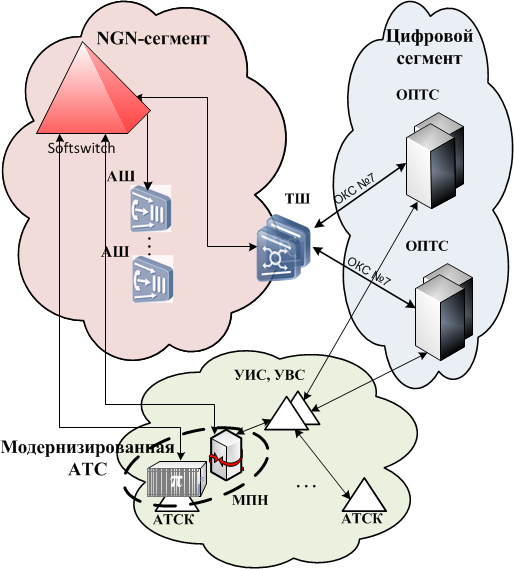 NGN-сегмент
Цифровой
сегмент
ОПТС
Softswitch
АШ
ОКС №7
ТШ
АШ
ОПТС
ОКС №7
УИС, УВС
Модернизированная
АТС
π
МПН
АТСК
АТСК